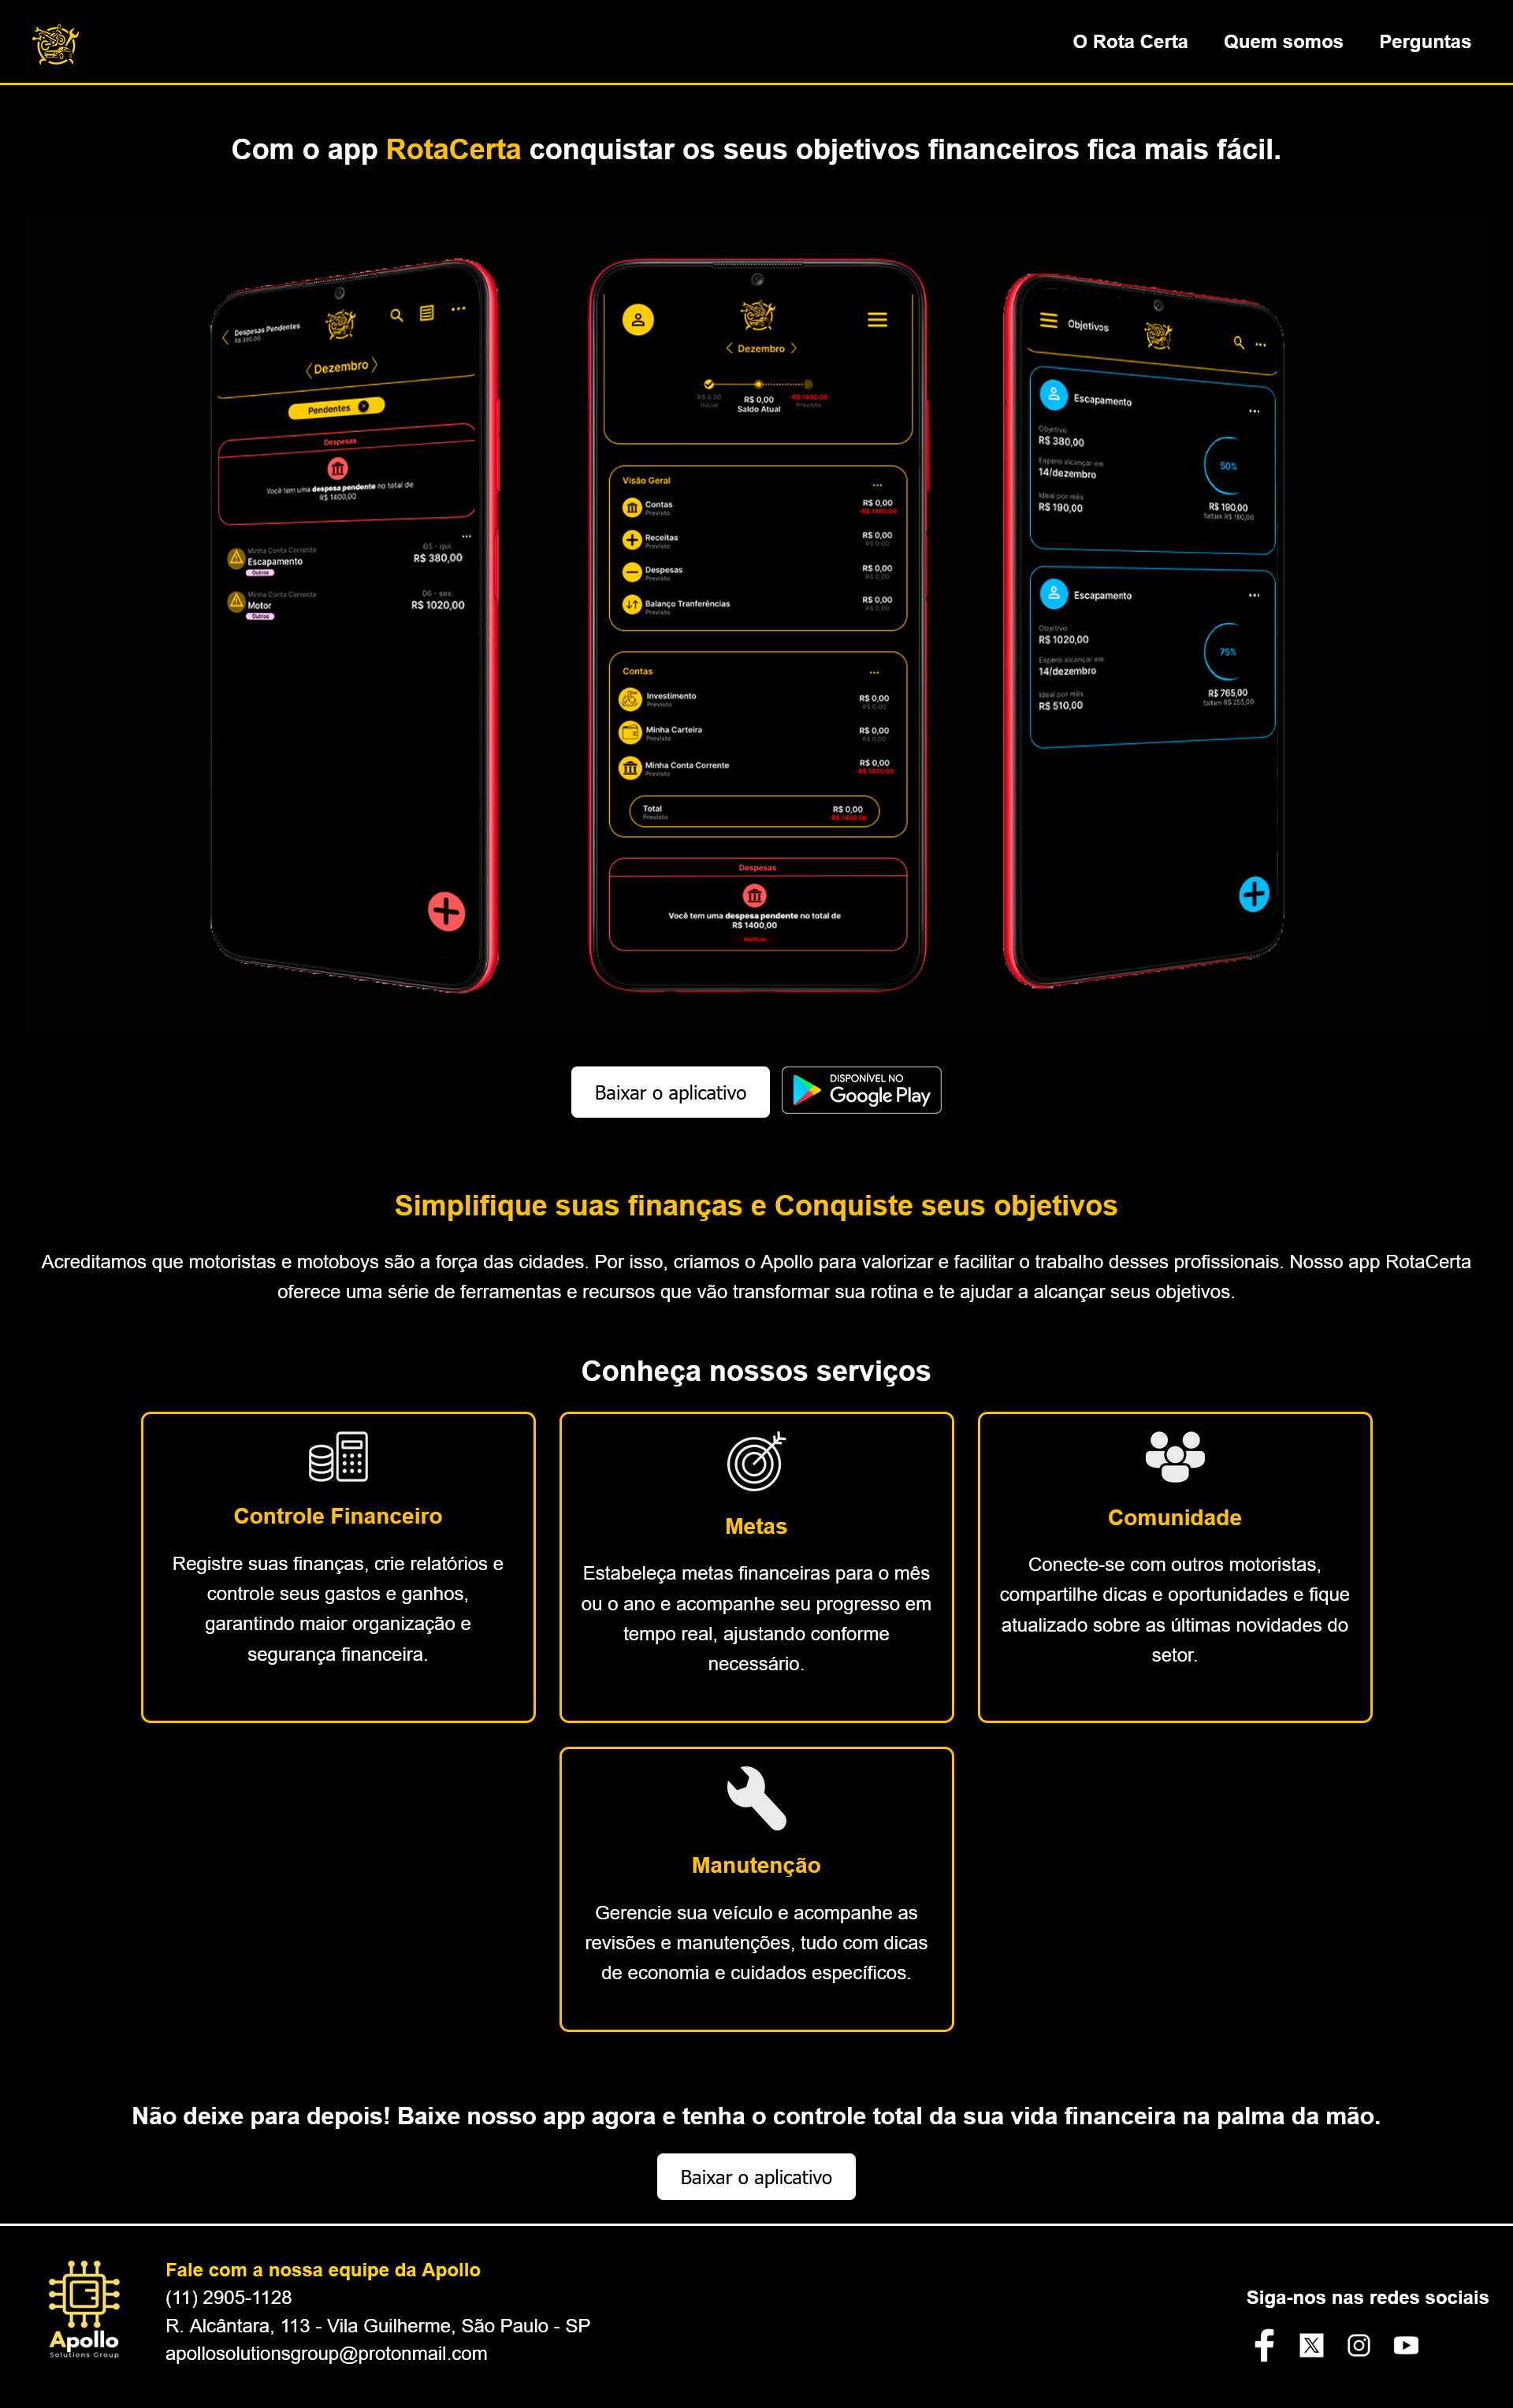 O Rota Certa
Quem somos
Perguntas
Com o app RotaCerta conquistar os seus objetivos financeiros fica mais fácil.
Despesas Pendentes
R$ 380,00
Dezembro
Pendentes
Despesas
Você tem uma despesa pendente no total de
R$ 1400,00
Minha Conta Corrente
05 - qui.
Escapamento
R$ 380,00
Outros
Minha Conta Corrente
06 - sex.
Motor
R$ 1020,00
Outros
Dezembro
R$ 0,00
R$ 0,00
-R$ 1400,00
Inicial
Saldo Atual
Previsto
Visão Geral
Contas
R$ 0,00
Previsto
-R$ 1400,00
Receitas
R$ 0,00
Previsto
R$ 0,00
Despesas
R$ 0,00
Previsto
R$ 0,00
Balanço Tranferências
R$ 0,00
Previsto
R$ 0,00
Contas
Investimento
R$ 0,00
Previsto
R$ 0,00
Minha Carteira
R$ 0,00
Previsto
R$ 0,00
Minha Conta Corrente
R$ 0,00
Previsto
-R$ 1400,00
Total
R$ 0,00
Previsto
-R$ 1400,00
Despesas
Você tem uma despesa pendente no total de
R$ 1400,00
Verificar
Objetivos
Escapamento
Objetivo
R$ 380,00
Espero alcançar em
14/dezembro
50%
Ideal por mês
R$ 190,00
R$ 190,00
faltam R$ 190,00
Escapamento
Objetivo
R$ 1020,00
Espero alcançar em
14/dezembro
75%
Ideal por mês
R$ 510,00
R$ 765,00
faltam R$ 255,00
Baixar o aplicativo
DISPONÍVEL NO
Google Play
Simplifique suas finanças e Conquiste seus objetivos
Acreditamos que motoristas e motoboys são a força das cidades. Por isso, criamos o Apollo para valorizar e facilitar o trabalho desses profissionais. Nosso app RotaCerta
oferece uma série de ferramentas e recursos que vão transformar sua rotina e te ajudar a alcançar seus objetivos.
Conheça nossos serviços
Controle Financeiro
Registre suas finanças, crie relatórios e
controle seus gastos e ganhos,
garantindo maior organização e
segurança financeira.
Metas
Estabeleça metas financeiras para o mês
ou o ano e acompanhe seu progresso em
tempo real, ajustando conforme
necessário.
Comunidade
Conecte-se com outros motoristas,
compartilhe dicas e oportunidades e fique
atualizado sobre as últimas novidades do
setor.
Manutenção
Gerencie sua veículo e acompanhe as
revisões e manutenções, tudo com dicas
de economia e cuidados específicos.
Não deixe para depois! Baixe nosso app agora e tenha o controle total da sua vida financeira na palma da mão.
Baixar o aplicativo
Apollo
Solutions Group
Fale com a nossa equipe da Apollo
(11) 2905-1128
R. Alcântara, 113 - Vila Guilherme, São Paulo - SP
apollosolutionsgroup@protonmail.com
Siga-nos nas redes sociais